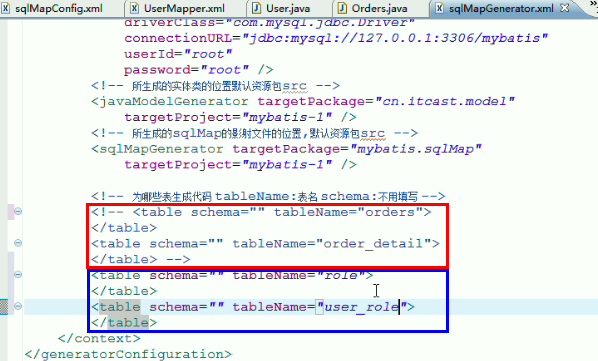 sqlMapConfig.xml UserMapper.xml User.java Orders.java sqlMapGenerator.xml
driverClass="com.mysql.jdbc.Driver"
connectionURL="jdbc:mysql://127.0.0.1:3306/mybatis"
userId="root"
password="root" />
<!-- 所生成的实体类的位置默认资源包src -->
<javaModelGenerator targetPackage="cn.itcast.model"
targetProject="mybatis-1" />
<!-- 所生成的sqlMap的影射文件的位置,默认资源包src -->
<sqlMapGenerator targetPackage="mybatis.sqlMap"
targetProject="mybatis-1" />
<!-- 为哪些表生成代码 tableName:表名 schema:不用填写 -->
<!-- <table schema="" tableName="orders">
</table>
<table schema="" tableName="order_detail">
</table> -->
<table schema="" tableName="role">
</table>
<table schema="" tableName="user_role">
</table>
</context>
</generatorConfiguration>